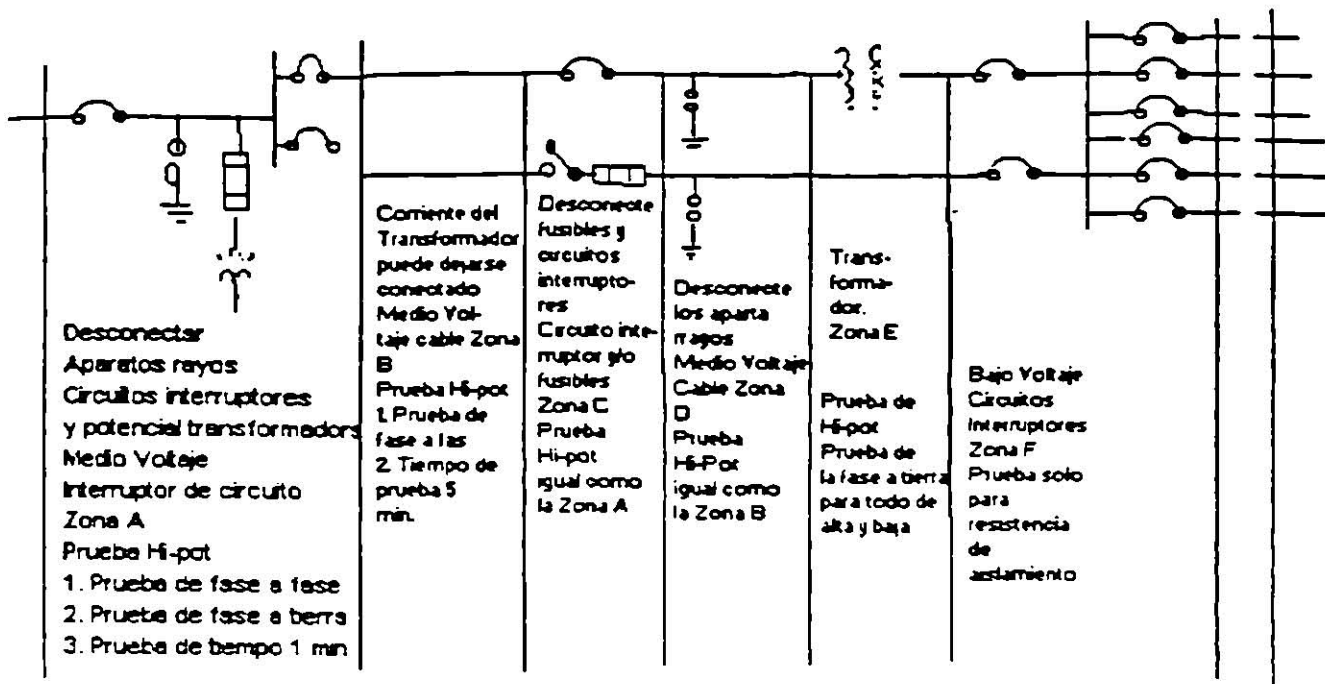 Desconectar
Aparatos rayos
Circuitos interruptores
y potencial transformadors
Medio Voltaje
Interruptor de circuito
Zona A
Prueba Hi-pot
1. Prueba de fase a fase
2. Prueba de fase a tierra
3. Prueba de tiempo 1 min
Corriente del
Transformador
puede dejarse
conectado
Medio Vol-
taje cable Zona
B
Prueba Hi-pot
1. Prueba de
fase a las
2. Tiempo de
prueba 5
min.
Desconecte
fusibles y
circuitos
interrupto-
res
Circuito inte-
rruptor y/o
fusibles
Zona C
Prueba
Hi-pot
igual como
la Zona A
Desconecte
los aparta
rrayos
Medio Voltaje
Cable Zona
D
Prueba
Hi-Pot
igual como
la Zona B
Trans-
forma-
dor.
Zona E
Prueba de
Hi-pot
Prueba de
la fase a tierra
para todo de
alta y baja
Bajo Voltaje
Circuitos
Interruptores
Zona F
Prueba solo
para
resistencia
de
aislamiento